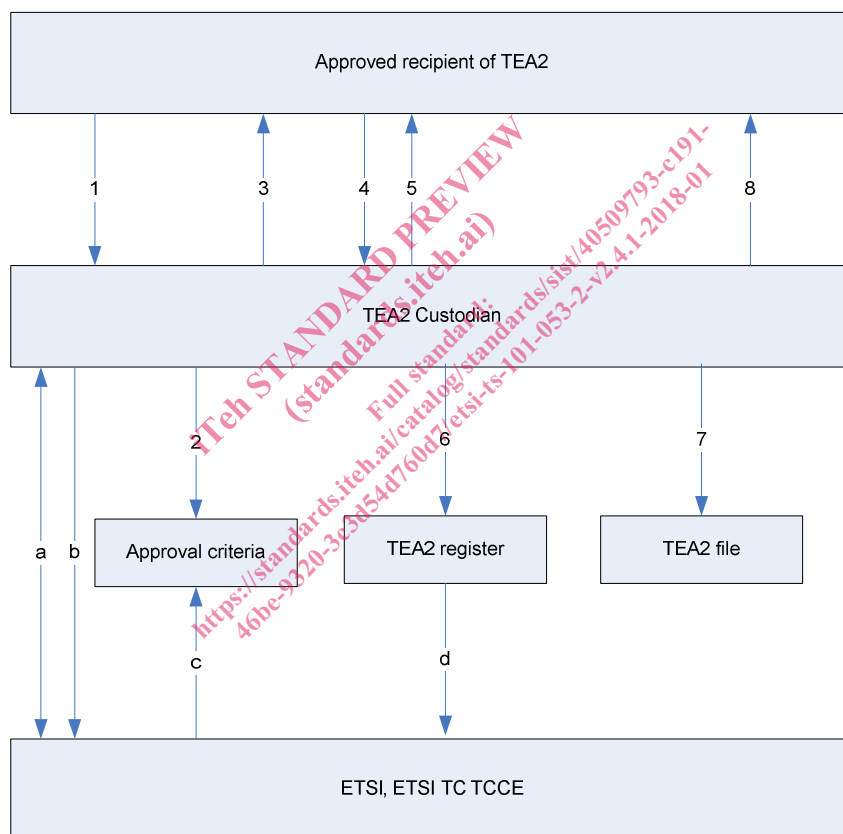 Approved recipient of TEA2
1
3
4
5
8
TEA2 Custodian
2
6
7
a
b
Approval criteria
TEA2 register
TEA2 file
c
d
ETSI, ETSI TC TCCE
iTeh STANDARD PREVIEW
(standards.iteh.ai)
Full standard:
https://standards.iteh.ai/catalog/standards/sist/40509793-c191-
46be-9320-3c3d54d760d7/etsi-ts-101-053-2-v2.4.1-2018-01